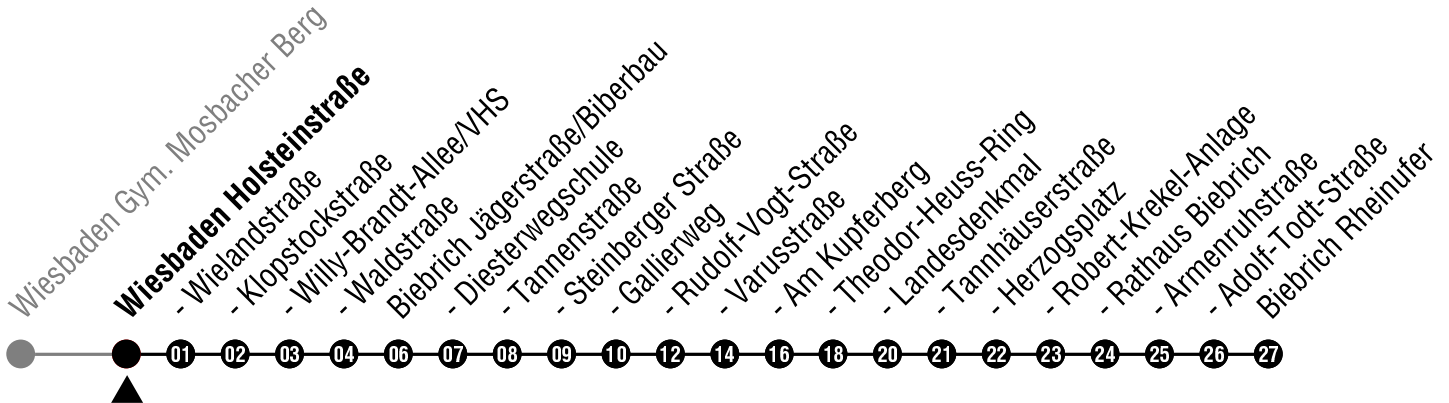 Wiesbaden Gym. Mosbacher Berg
Wiesbaden Holsteinstraße
- Wielandstraße
- Klopstockstraße
- Willy-Brandt-Allee/VHS
- Waldstraße
Biebrich Jägerstraße/Biberbau
- Diesterwegschule
- Tannenstraße
- Steinberger Straße
- Gallierweg
- Rudolf-Vogt-Straße
- Varusstraße
- Am Kupferberg
- Theodor-Heuss-Ring
- Landesdenkmal
- Tannhäuserstraße
- Herzogsplatz
- Robert-Krekel-Anlage
- Rathaus Biebrich
- Armenruhstraße
- Adolf-Todt-Straße
Biebrich Rheinufer
01 02 03 04 06 07 08 09 10 12 14 16 18 20 21 22 23 24 25 26 27